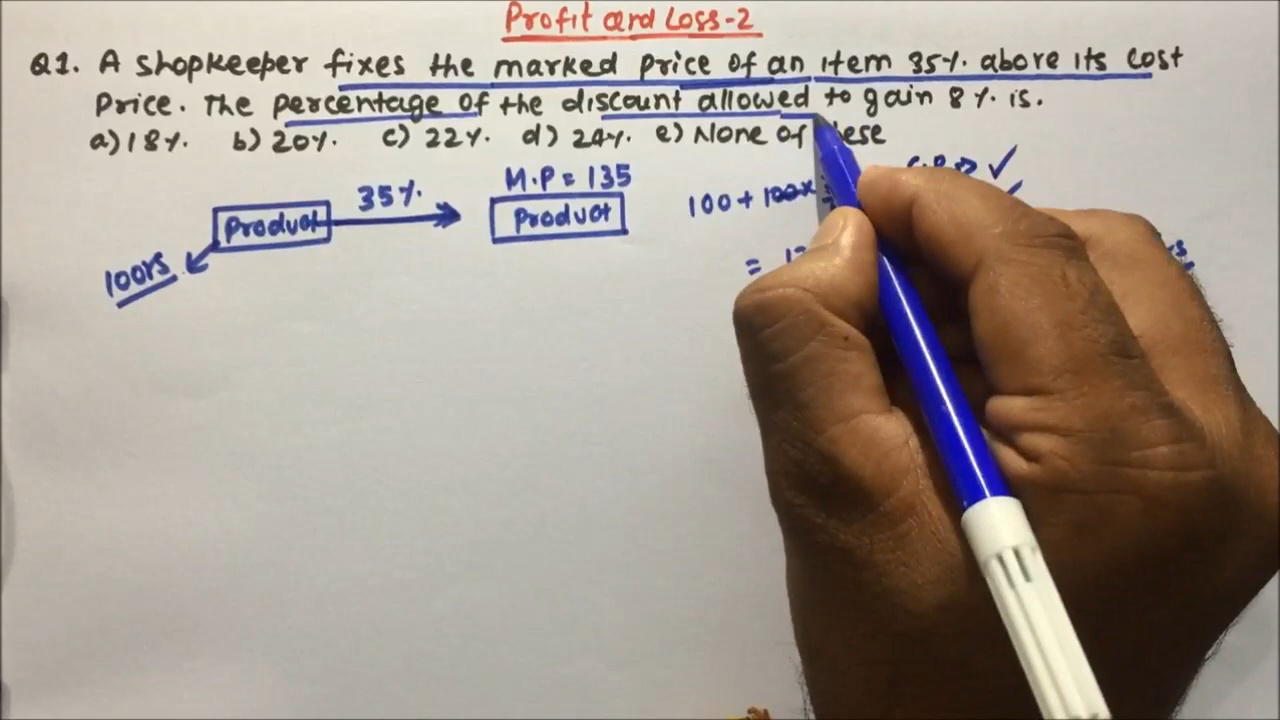 Profit and Loss-2
Q1. A shopkeeper fixes the marked price of an item 35% above its cost
price. The percentage of the discount allowed to gain 8% is.
a) 18% b) 20% c) 22% d) 24% e) None of
35% M.P = 135
Product Product 100 + 100x
100rs =